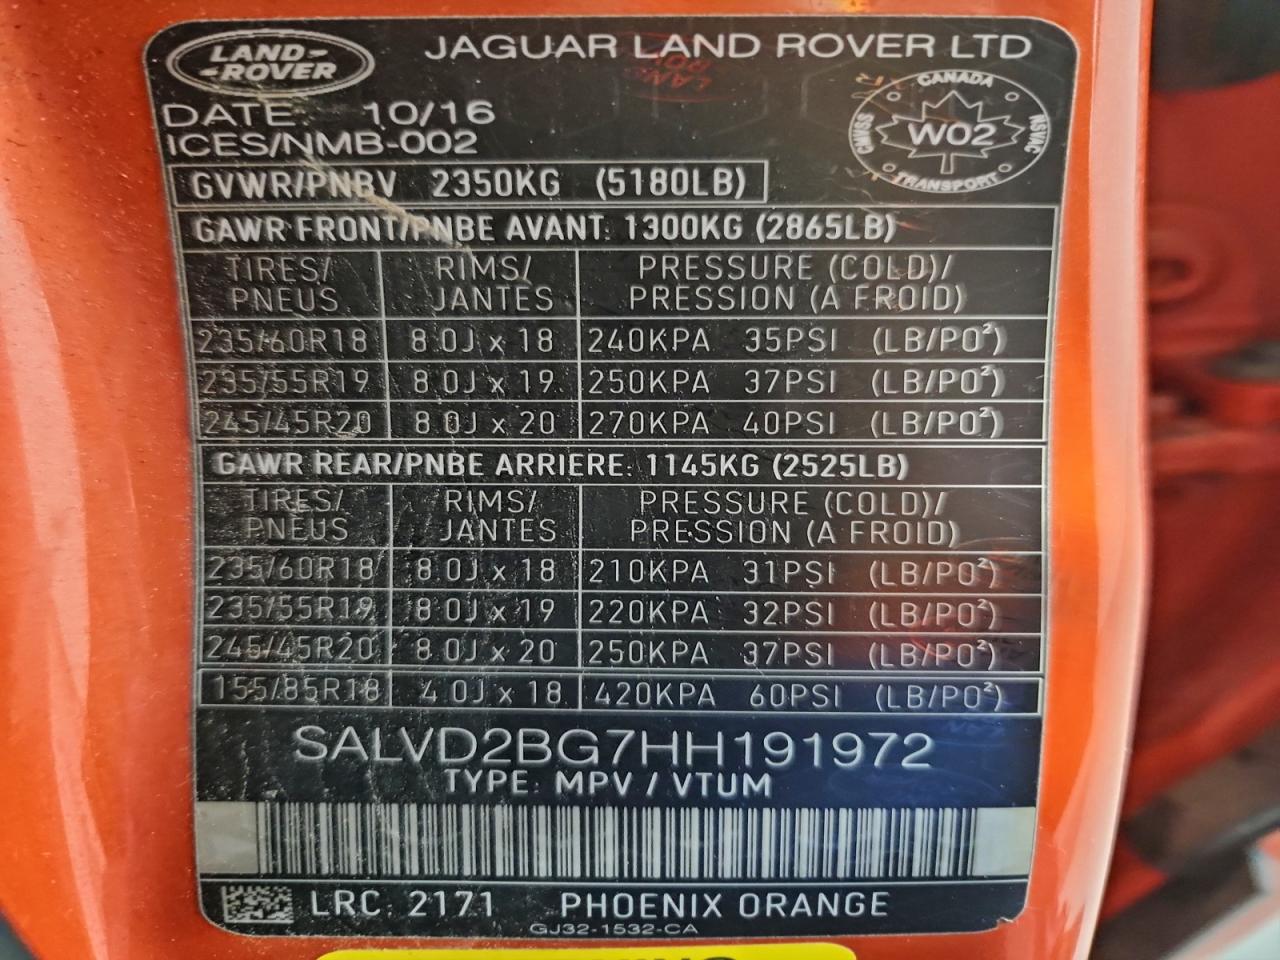 LAND-
-ROVER
JAGUAR LAND ROVER LTD
DATE 10/16
ICES/NMB-002
CANADA
CMVSS W02 NSVAC
TRANSPORT
GVWR/PNBV 2350KG (5180LB)
GAWR FRONT/PNBE AVANT: 1300KG (2865LB)
TIRES/ RIMS/ PRESSURE (COLD)/
PNEUS JANTES PRESSION (A FROID)
235/60R18 8.0J x 18 240KPA 35PSI (LB/PO²)
235/55R19 8.0J x 19 250KPA 37PSI (LB/PO²)
245/45R20 8.0J x 20 270KPA 40PSI (LB/PO²)
GAWR REAR/PNBE ARRIERE: 1145KG (2525LB)
TIRES/ RIMS/ PRESSURE (COLD)/
PNEUS JANTES PRESSION (A FROID)
235/60R18 8.0J x 18 210KPA 31PSI (LB/PO²)
235/55R19 8.0J x 19 220KPA 32PSI (LB/PO²)
245/45R20 8.0J x 20 250KPA 37PSI (LB/PO²)
155/85R18 4.0J x 18 420KPA 60PSI (LB/PO²)
SALVD2BG7HH191972
TYPE: MPV / VTUM
LRC: 2171 PHOENIX ORANGE
GJ32-1532-CA